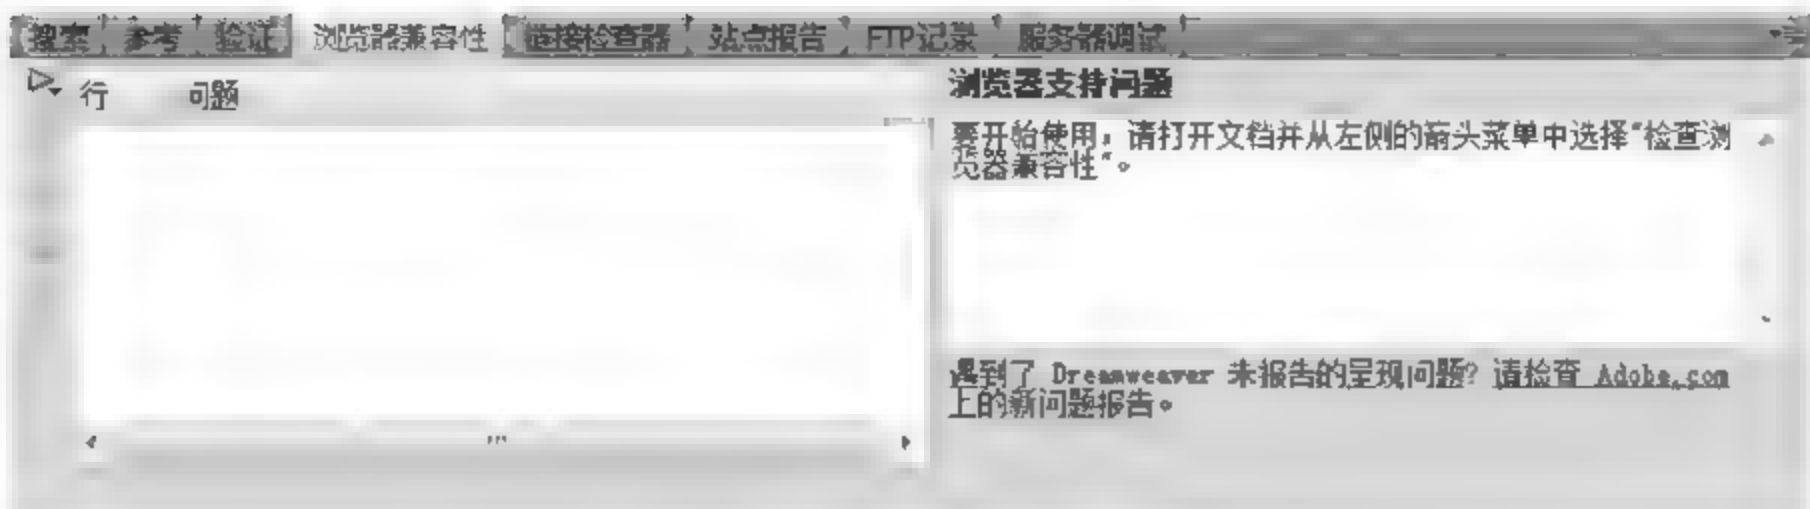 搜索 参考 验证 浏览器兼容性 链接检查器 站点报告 FTP记录 服务器调试
行 问题
浏览器支持问题
要开始使用,请打开文档并从左侧的箭头菜单中选择“检查浏
览器兼容性”。
遇到了 Dreamweaver 未报告的呈现问题? 请检查 Adobe.com
上的新问题报告。